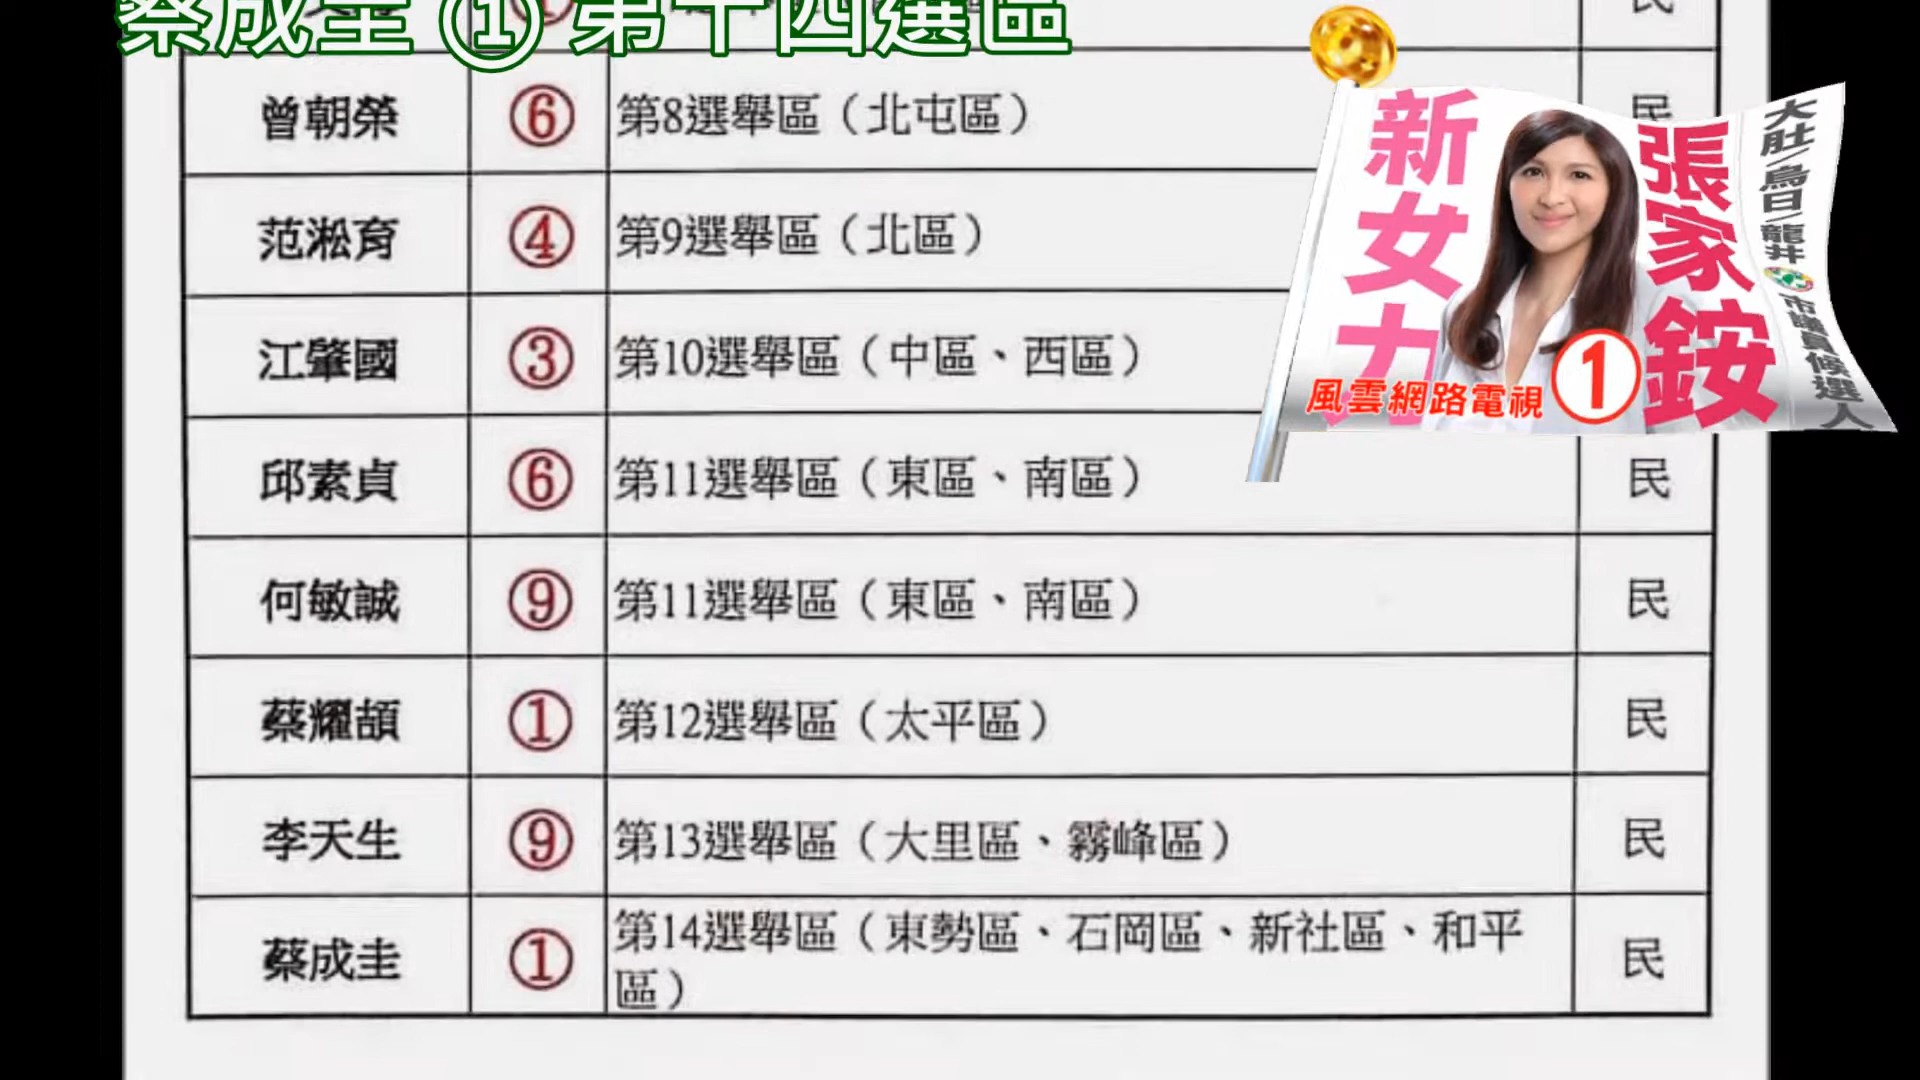 蔡成圭 ① 第十四選區
曾朝榮 ⑥ 第8選舉區（北屯區） 民
范淞育 ④ 第9選舉區（北區）
江肇國 ③ 第10選舉區（中區、西區）
邱素貞 ⑥ 第11選舉區（東區、南區） 民
何敏誠 ⑨ 第11選舉區（東區、南區） 民
蔡耀頡 ① 第12選舉區（太平區） 民
李天生 ⑨ 第13選舉區（大里區、霧峰區） 民
蔡成圭 ① 第14選舉區（東勢區、石岡區、新社區、和平
區） 民
新女力
張家銨
①
大肚/烏日/龍井 市議員候選人
風雲網路電視